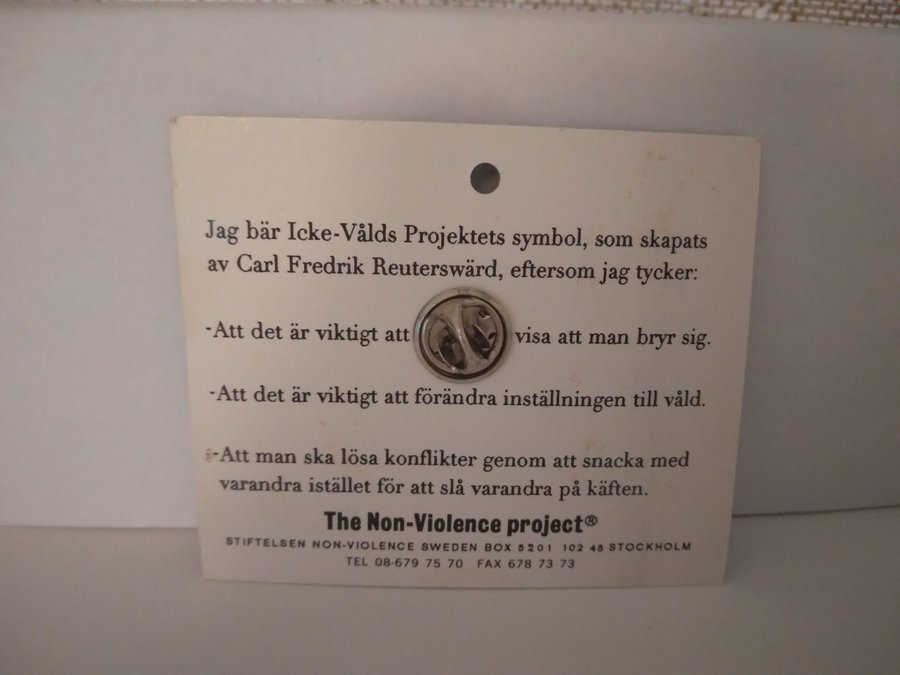 Jag bär Icke-Vålds Projektets symbol, som skapats
av Carl Fredrik Reuterswärd, eftersom jag tycker:
-Att det är viktigt att visa att man bryr sig.
-Att det är viktigt att förändra inställningen till våld.
-Att man ska lösa konflikter genom att snacka med
varandra istället för att slå varandra på käften.
The Non-Violence project®
STIFTELSEN NON-VIOLENCE SWEDEN BOX 5201 102 45 STOCKHOLM
TEL 08-679 75 70 FAX 678 73 73